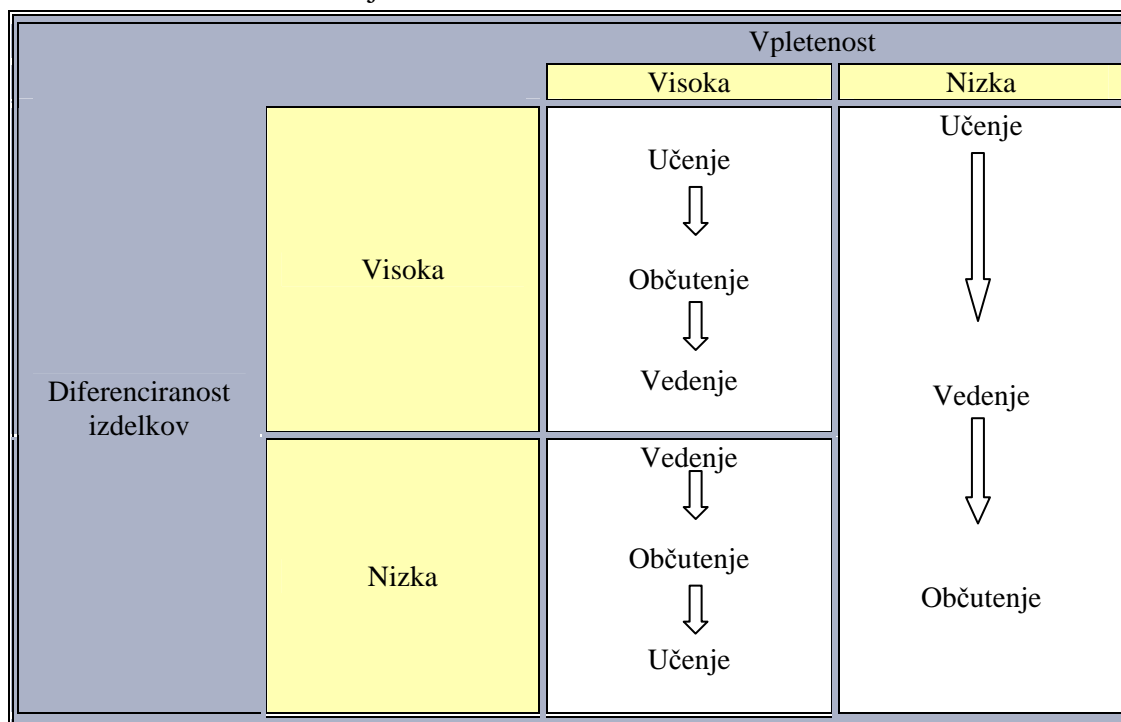 Vpletenost
Visoka
Nizka
Diferenciranost
izdelkov
Visoka
Učenje
Občutenje
Vedenje
Učenje
Vedenje
Občutenje
Nizka
Vedenje
Občutenje
Učenje